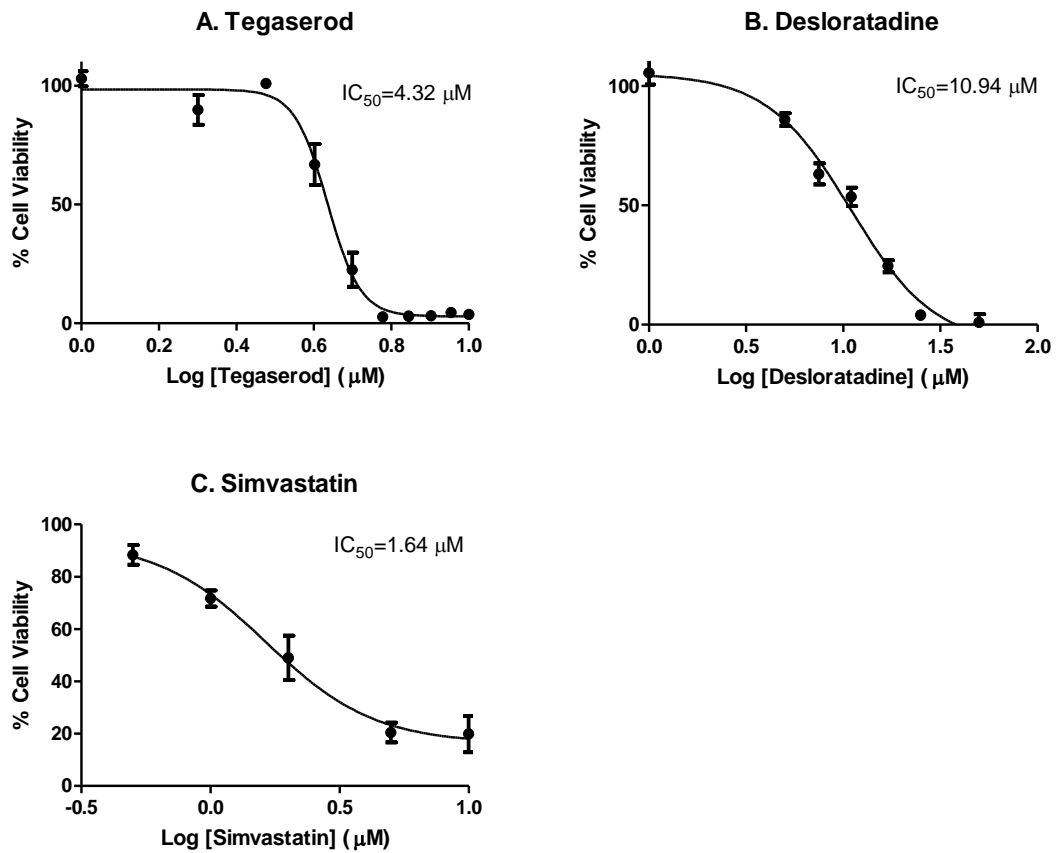 A. Tegaserod
IC50=4.32 μM
100
50
0
% Cell Viability
0.0 0.2 0.4 0.6 0.8 1.0
Log [Tegaserod] ( μM)
B. Desloratadine
IC50=10.94 μM
100
50
0
% Cell Viability
0.0 0.5 1.0 1.5 2.0
Log [Desloratadine] ( μM)
C. Simvastatin
IC50=1.64 μM
100
80
60
40
20
0
% Cell Viability
-0.5 0.0 0.5 1.0
Log [Simvastatin] ( μM)